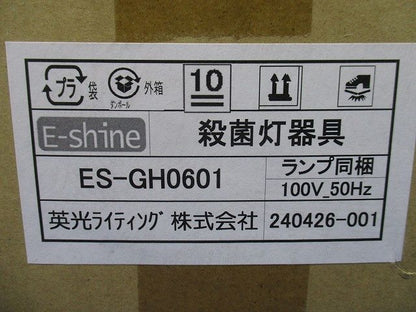 プラ 袋 ダンボール 外箱 10
E-shine 殺菌灯器具
ES-GH0601 ランプ同梱
100V_50Hz
英光ライティング株式会社 240426-001